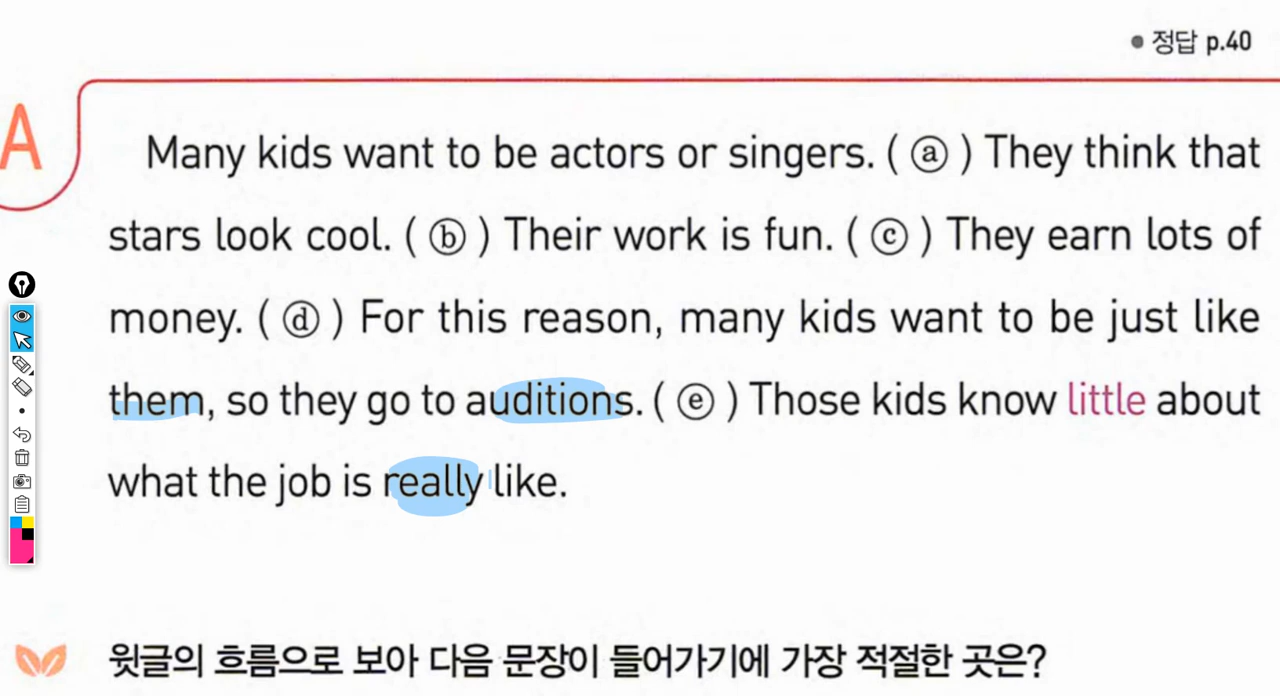 ● 정답 p.40
A
Many kids want to be actors or singers. ( ⓐ ) They think that
stars look cool. ( ⓑ ) Their work is fun. ( ⓒ ) They earn lots of
money. ( ⓓ ) For this reason, many kids want to be just like
them, so they go to auditions. ( ⓔ ) Those kids know little about
what the job is really like.
윗글의 흐름으로 보아 다음 문장이 들어가기에 가장 적절한 곳은?